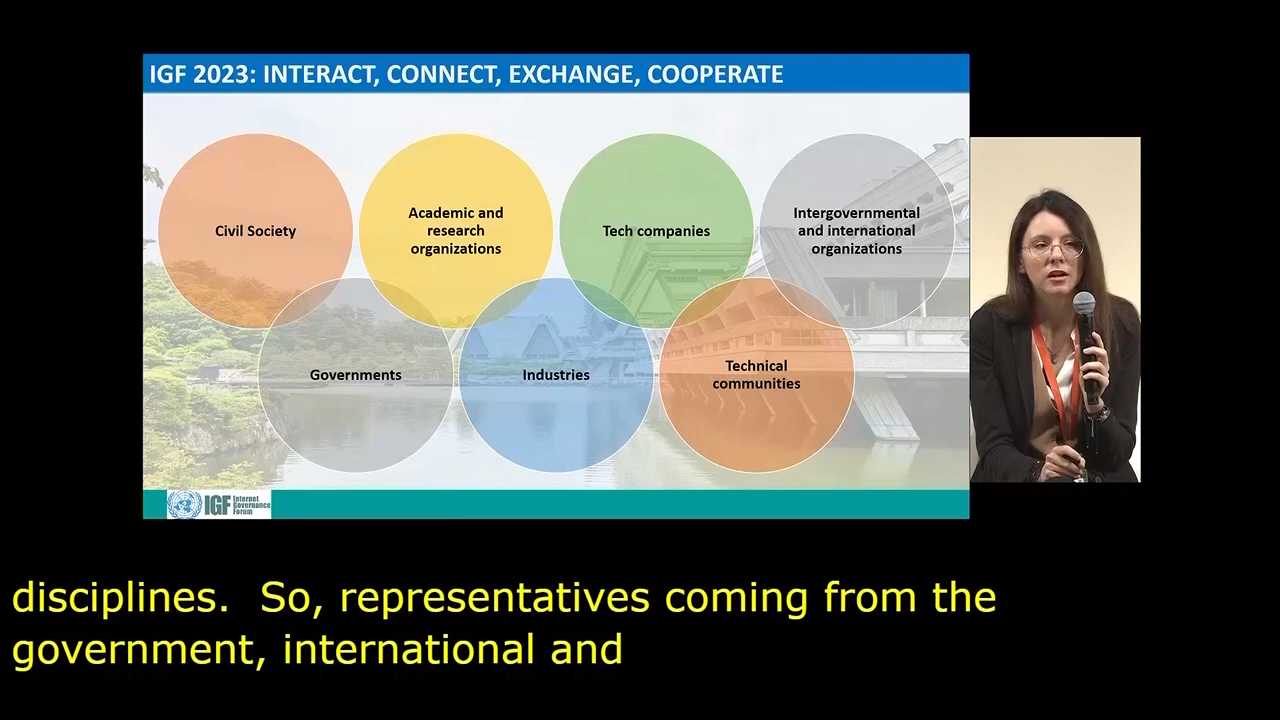 IGF 2023: INTERACT, CONNECT, EXCHANGE, COOPERATE
Civil Society
Academic and
research
organizations
Tech companies
Intergovernmental
and international
organizations
Governments
Industries
Technical
communities
IGF
Internet
Governance
Forum
disciplines.  So, representatives coming from the
government, international and